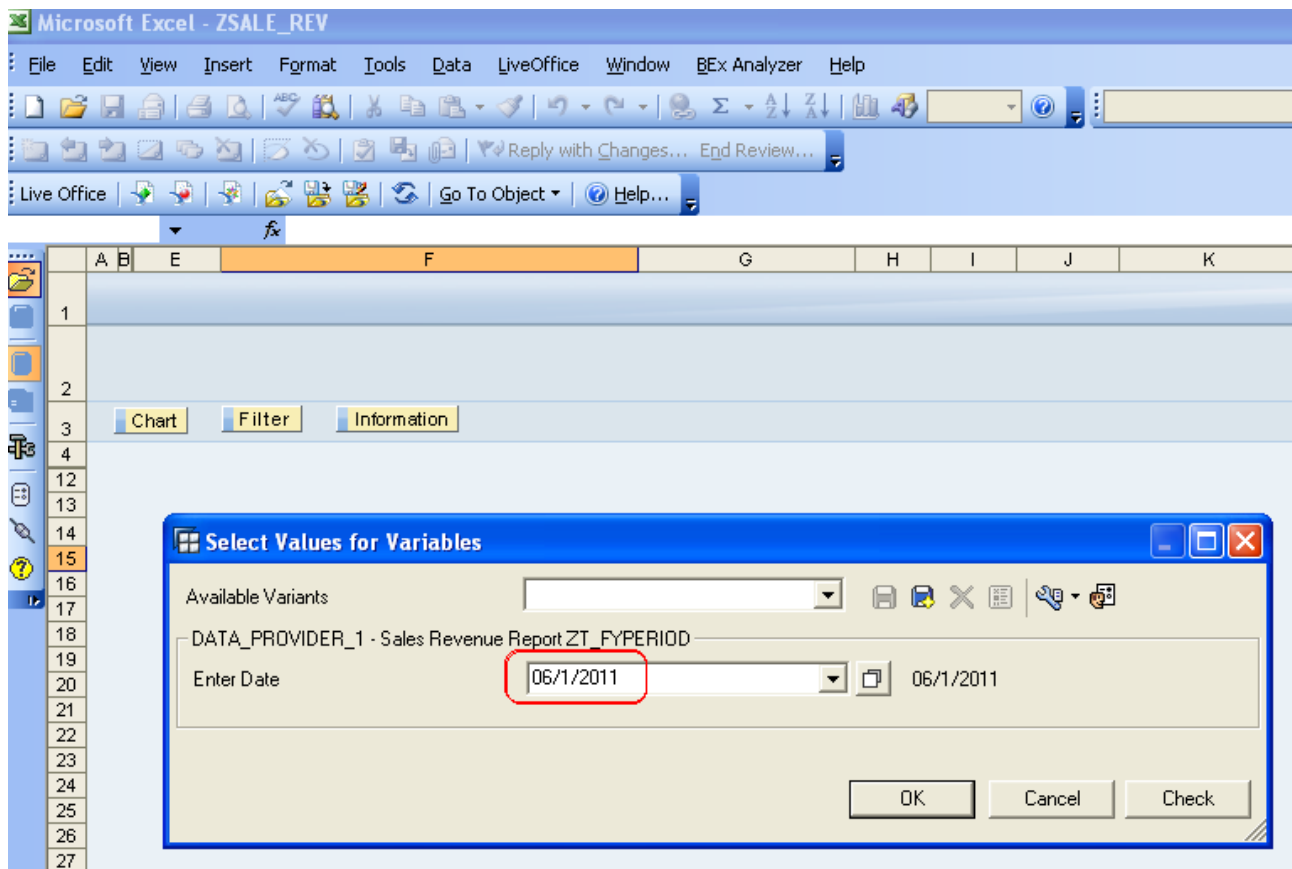 Microsoft Excel - ZSALE_REV
File Edit View Insert Format Tools Data LiveOffice Window BEx Analyzer Help
Reply with Changes... End Review...
Live Office Go To Object Help...
fx
A B E F G H I J K
1
2
3 Chart Filter Information
4
12
13
14 Select Values for Variables
15
16 Available Variants
17
18 DATA_PROVIDER_1 - Sales Revenue Report ZT_FYPERIOD
19
20 Enter Date 06/1/2011 06/1/2011
21
22
23
24 OK Cancel Check
25
26
27